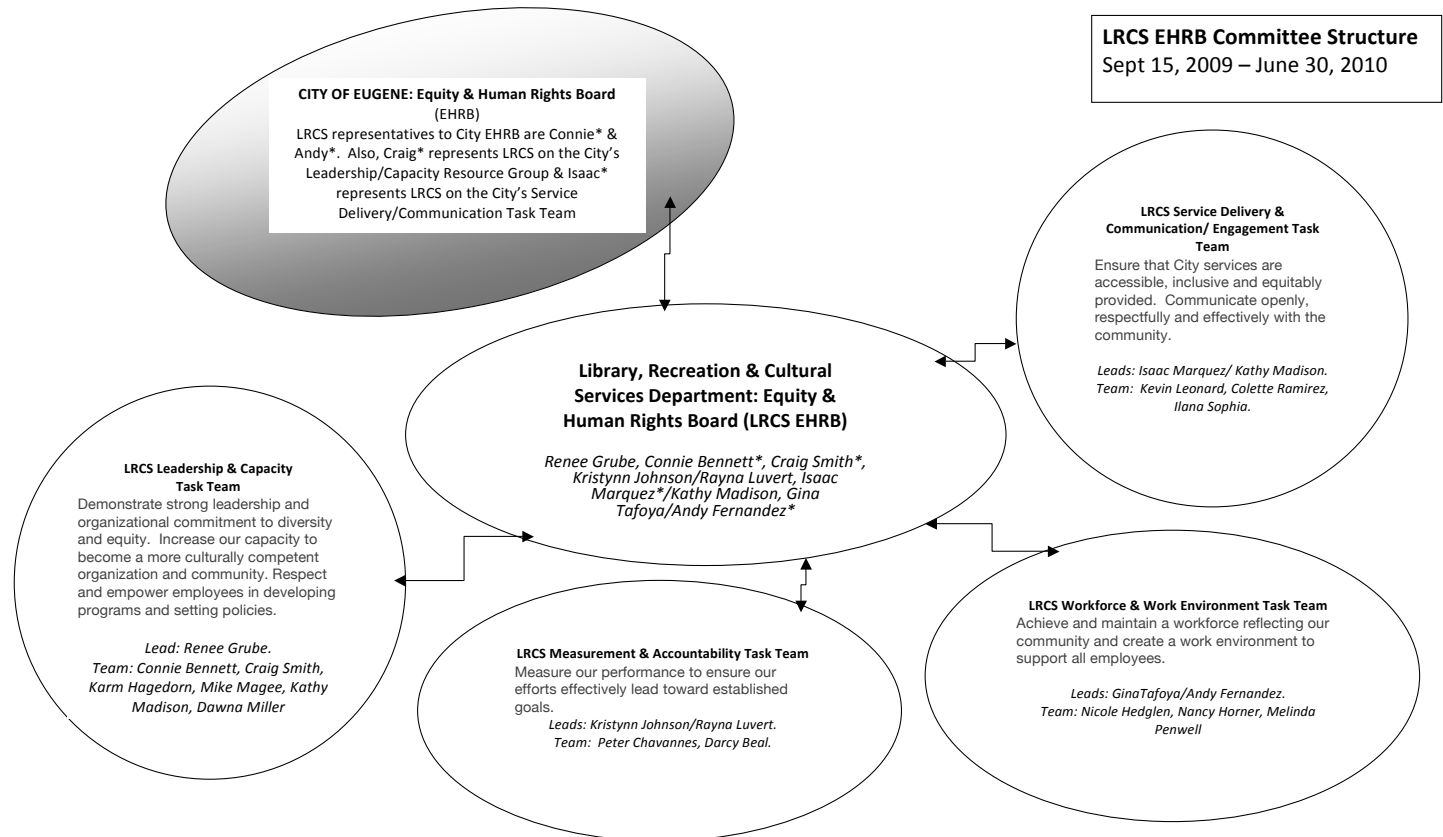 LRCS EHRB Committee Structure
Sept 15, 2009 – June 30, 2010
CITY OF EUGENE: Equity & Human Rights Board
(EHRB)
LRCS representatives to City EHRB are Connie* &
Andy*. Also, Craig* represents LRCS on the City's
Leadership/Capacity Resource Group & Isaac*
represents LRCS on the City's Service
Delivery/Communication Task Team
LRCS Service Delivery &
Communication/ Engagement Task
Team
Ensure that City services are
accessible, inclusive and equitably
provided. Communicate openly,
respectfully and effectively with the
community.
Leads: Isaac Marquez/ Kathy Madison.
Team: Kevin Leonard, Colette Ramirez,
Ilana Sophia.
Library, Recreation & Cultural
Services Department: Equity &
Human Rights Board (LRCS EHRB)
Renee Grube, Connie Bennett*, Craig Smith*,
Kristynn Johnson/Rayna Luvert, Isaac
Marquez*/Kathy Madison, Gina
Tafoya/Andy Fernandez*
LRCS Leadership & Capacity
Task Team
Demonstrate strong leadership and
organizational commitment to diversity
and equity. Increase our capacity to
become a more culturally competent
organization and community. Respect
and empower employees in developing
programs and setting policies.
Lead: Renee Grube.
Team: Connie Bennett, Craig Smith,
Karm Hagedorn, Mike Magee, Kathy
Madison, Dawna Miller
LRCS Measurement & Accountability Task Team
Measure our performance to ensure our
efforts effectively lead toward established
goals.
Leads: Kristynn Johnson/Rayna Luvert.
Team: Peter Chavannes, Darcy Beal.
LRCS Workforce & Work Environment Task Team
Achieve and maintain a workforce reflecting our
community and create a work environment to
support all employees.
Leads: GinaTafoya/Andy Fernandez.
Team: Nicole Hedglen, Nancy Horner, Melinda
Penwell